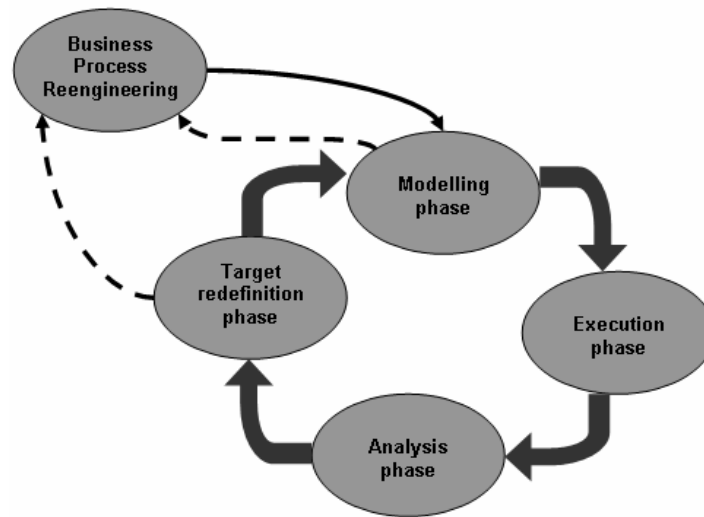 Business
Process
Reengineering
Modelling
phase
Target
redefinition
phase
Execution
phase
Analysis
phase